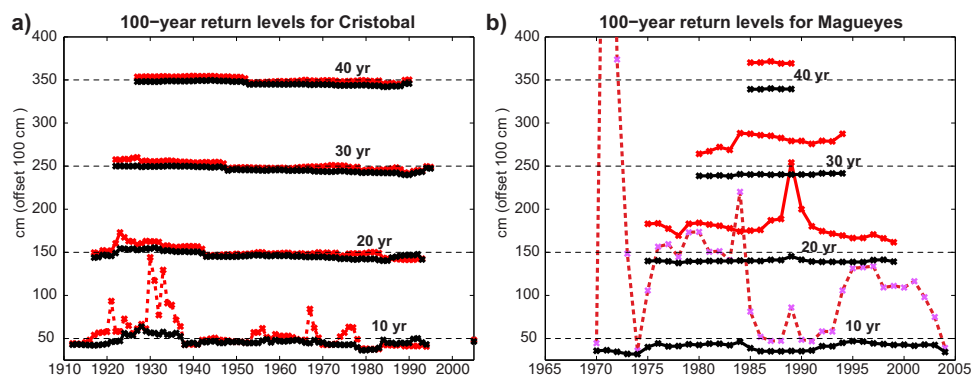 a) 100−year return levels for Cristobal
400
350
300
250
200
150
100
50
cm (offset 100 cm)
40 yr
30 yr
20 yr
10 yr
1910 1920 1930 1940 1950 1960 1970 1980 1990 2000
b) 100−year return levels for Magueyes
400
350
300
250
200
150
100
50
cm (offset 100 cm)
40 yr
30 yr
20 yr
10 yr
1965 1970 1975 1980 1985 1990 1995 2000 2005